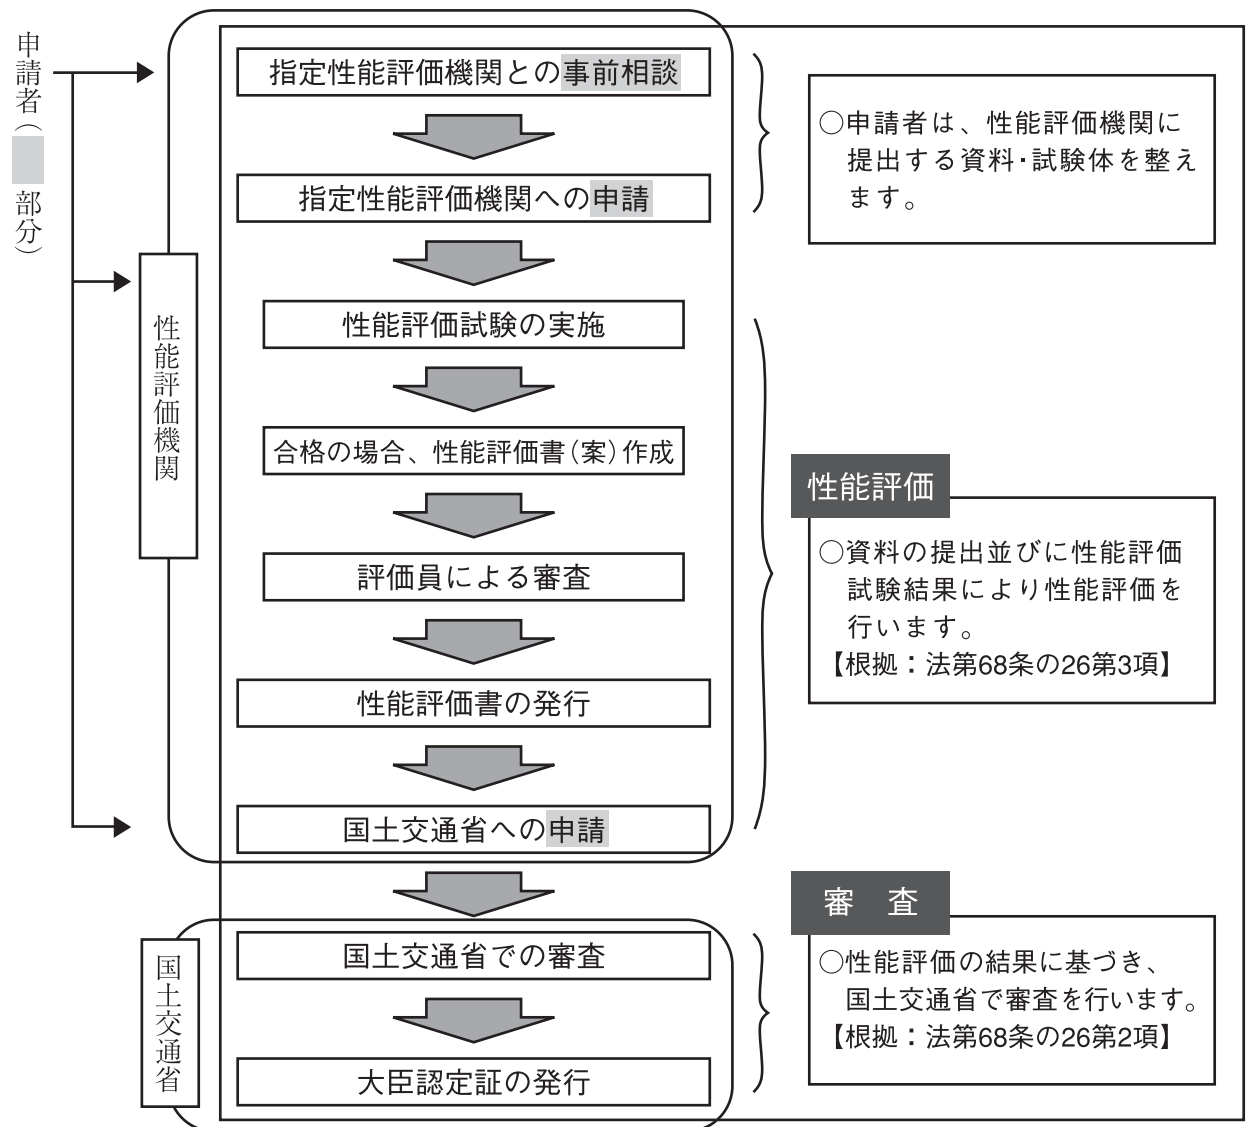 申請者(　部分)
指定性能評価機関との事前相談
指定性能評価機関への申請
○申請者は、性能評価機関に
提出する資料・試験体を整え
ます。
性能評価機関
性能評価試験の実施
合格の場合、性能評価書(案)作成
評価員による審査
性能評価書の発行
国土交通省への申請
性能評価
○資料の提出並びに性能評価
試験結果により性能評価を
行います。
【根拠：法第68条の26第3項】
国土交通省
国土交通省での審査
大臣認定証の発行
審　査
○性能評価の結果に基づき、
国土交通省で審査を行います。
【根拠：法第68条の26第2項】